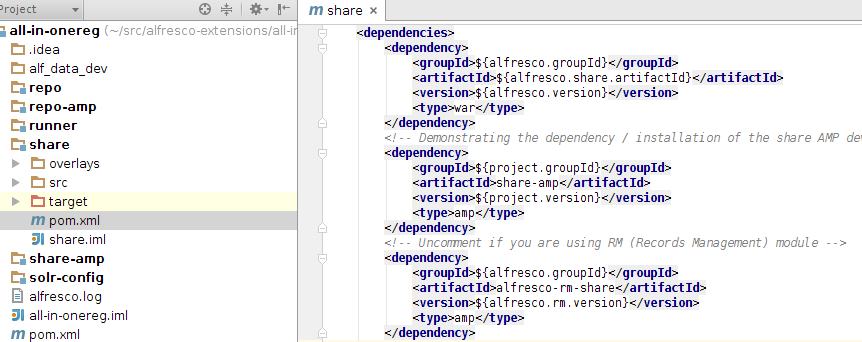 Project
all-in-onereg (~/src/alfresco-extensions/all-in
.idea
alf_data_dev
repo
repo-amp
runner
share
overlays
src
target
pom.xml
share.iml
share-amp
solr-config
alfresco.log
all-in-onereg.iml
pom.xml
share
<dependencies>
<dependency>
<groupId>${alfresco.groupId}</groupId>
<artifactId>${alfresco.share.artifactId}</artifactId>
<version>${alfresco.version}</version>
<type>war</type>
</dependency>
<!-- Demonstrating the dependency / installation of the share AMP dev
<dependency>
<groupId>${project.groupId}</groupId>
<artifactId>share-amp</artifactId>
<version>${project.version}</version>
<type>amp</type>
</dependency>
<!-- Uncomment if you are using RM (Records Management) module -->
<dependency>
<groupId>${alfresco.groupId}</groupId>
<artifactId>alfresco-rm-share</artifactId>
<version>${alfresco.rm.version}</version>
<type>amp</type>
</dependency>